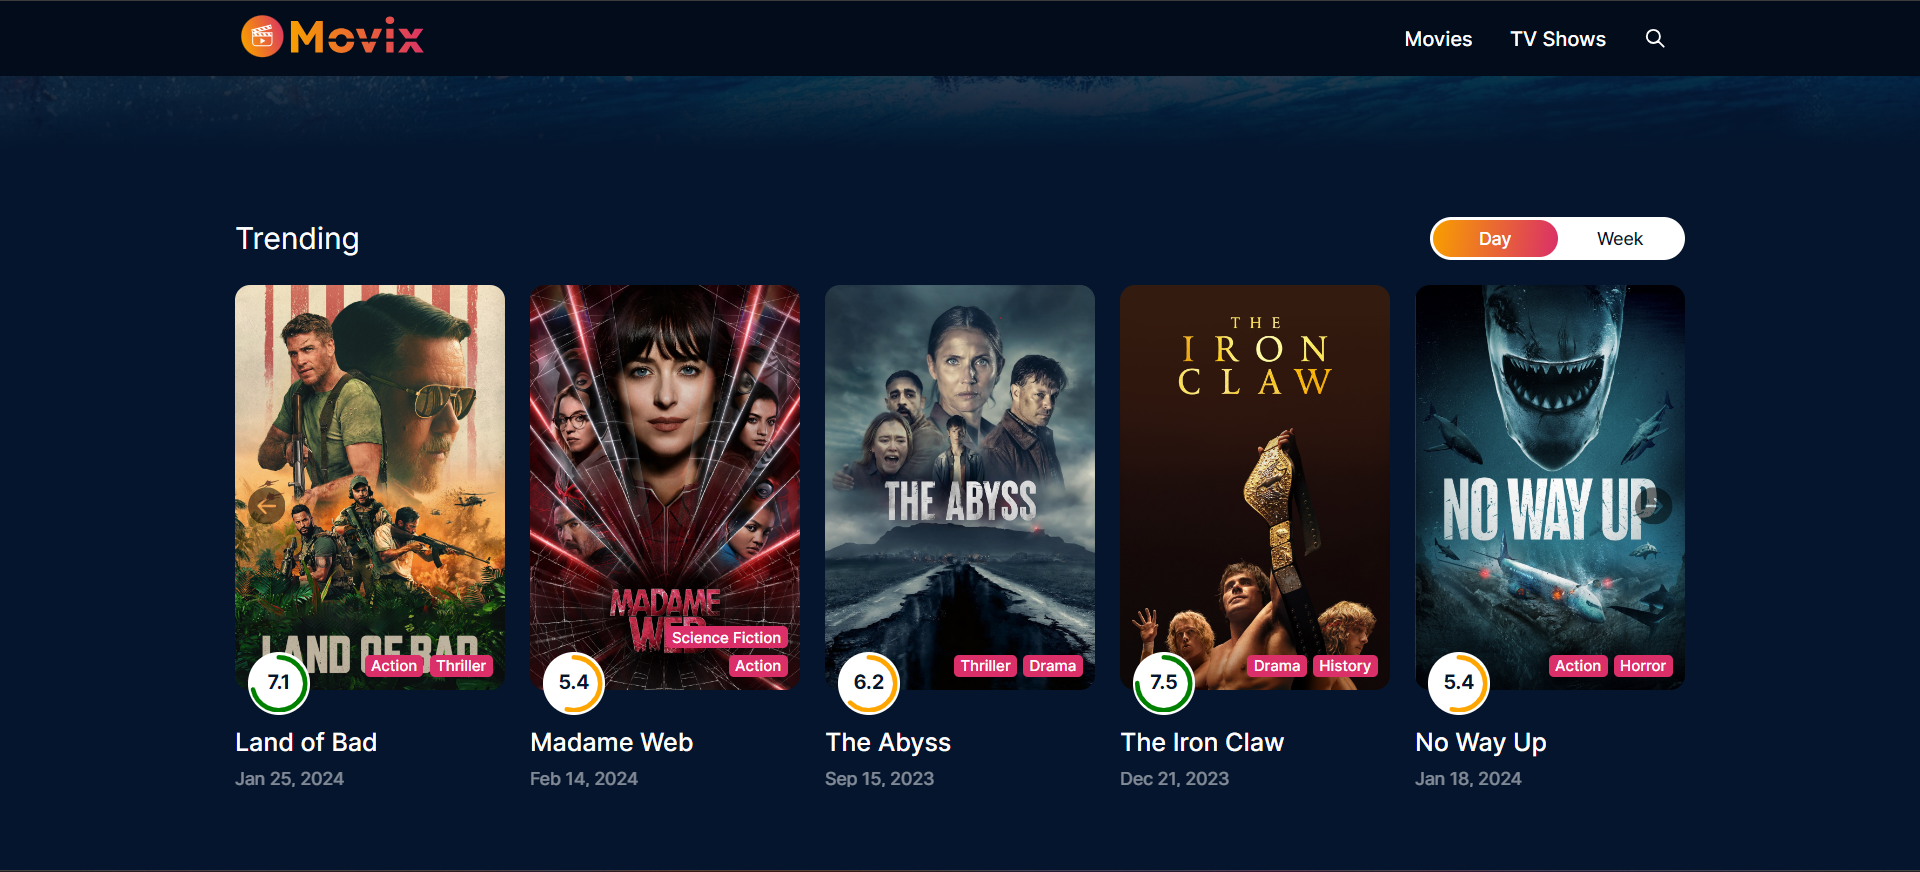 Movix
Movies
TV Shows
Trending
Day
Week
LAND OF BAD
Action
Thriller
7.1
Land of Bad
Jan 25, 2024
MADAME
WEB
Science Fiction
Action
5.4
Madame Web
Feb 14, 2024
THE ABYSS
Thriller
Drama
6.2
The Abyss
Sep 15, 2023
THE
IRON
CLAW
Drama
History
7.5
The Iron Claw
Dec 21, 2023
NO WAY UP
Action
Horror
5.4
No Way Up
Jan 18, 2024